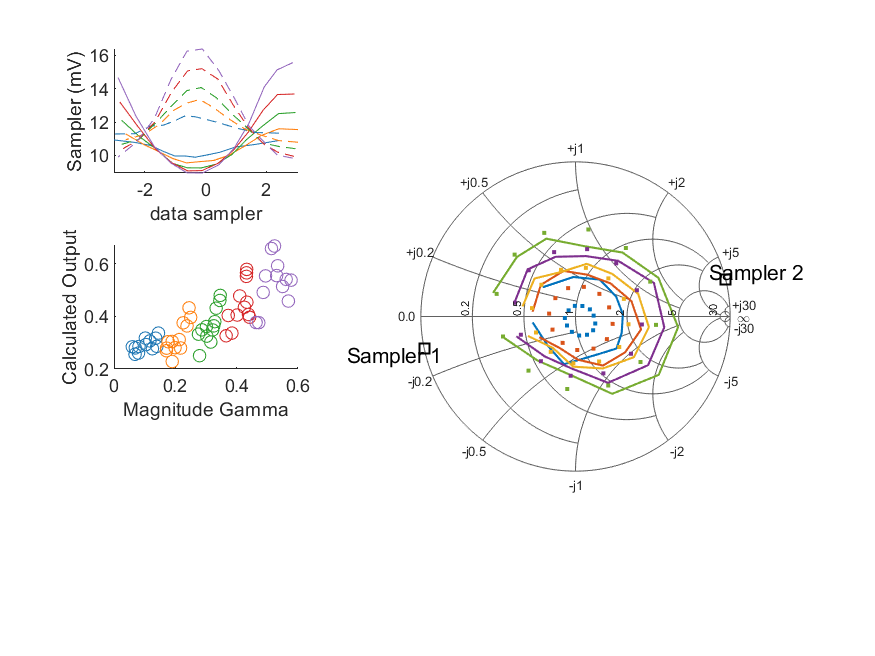 16
14
12
10
Sampler (mV)
-2 0 2
data sampler
0.6
0.4
0.2
Calculated Output
0 0.2 0.4 0.6
Magnitude Gamma
+j1
+j0.5 +j2
+j0.2 +j5
Sampler 2
+j30
0.0 0.2 0.5 1 2 5 30 ∞
-j30
Sampler 1
-j0.2 -j5
-j0.5 -j2
-j1